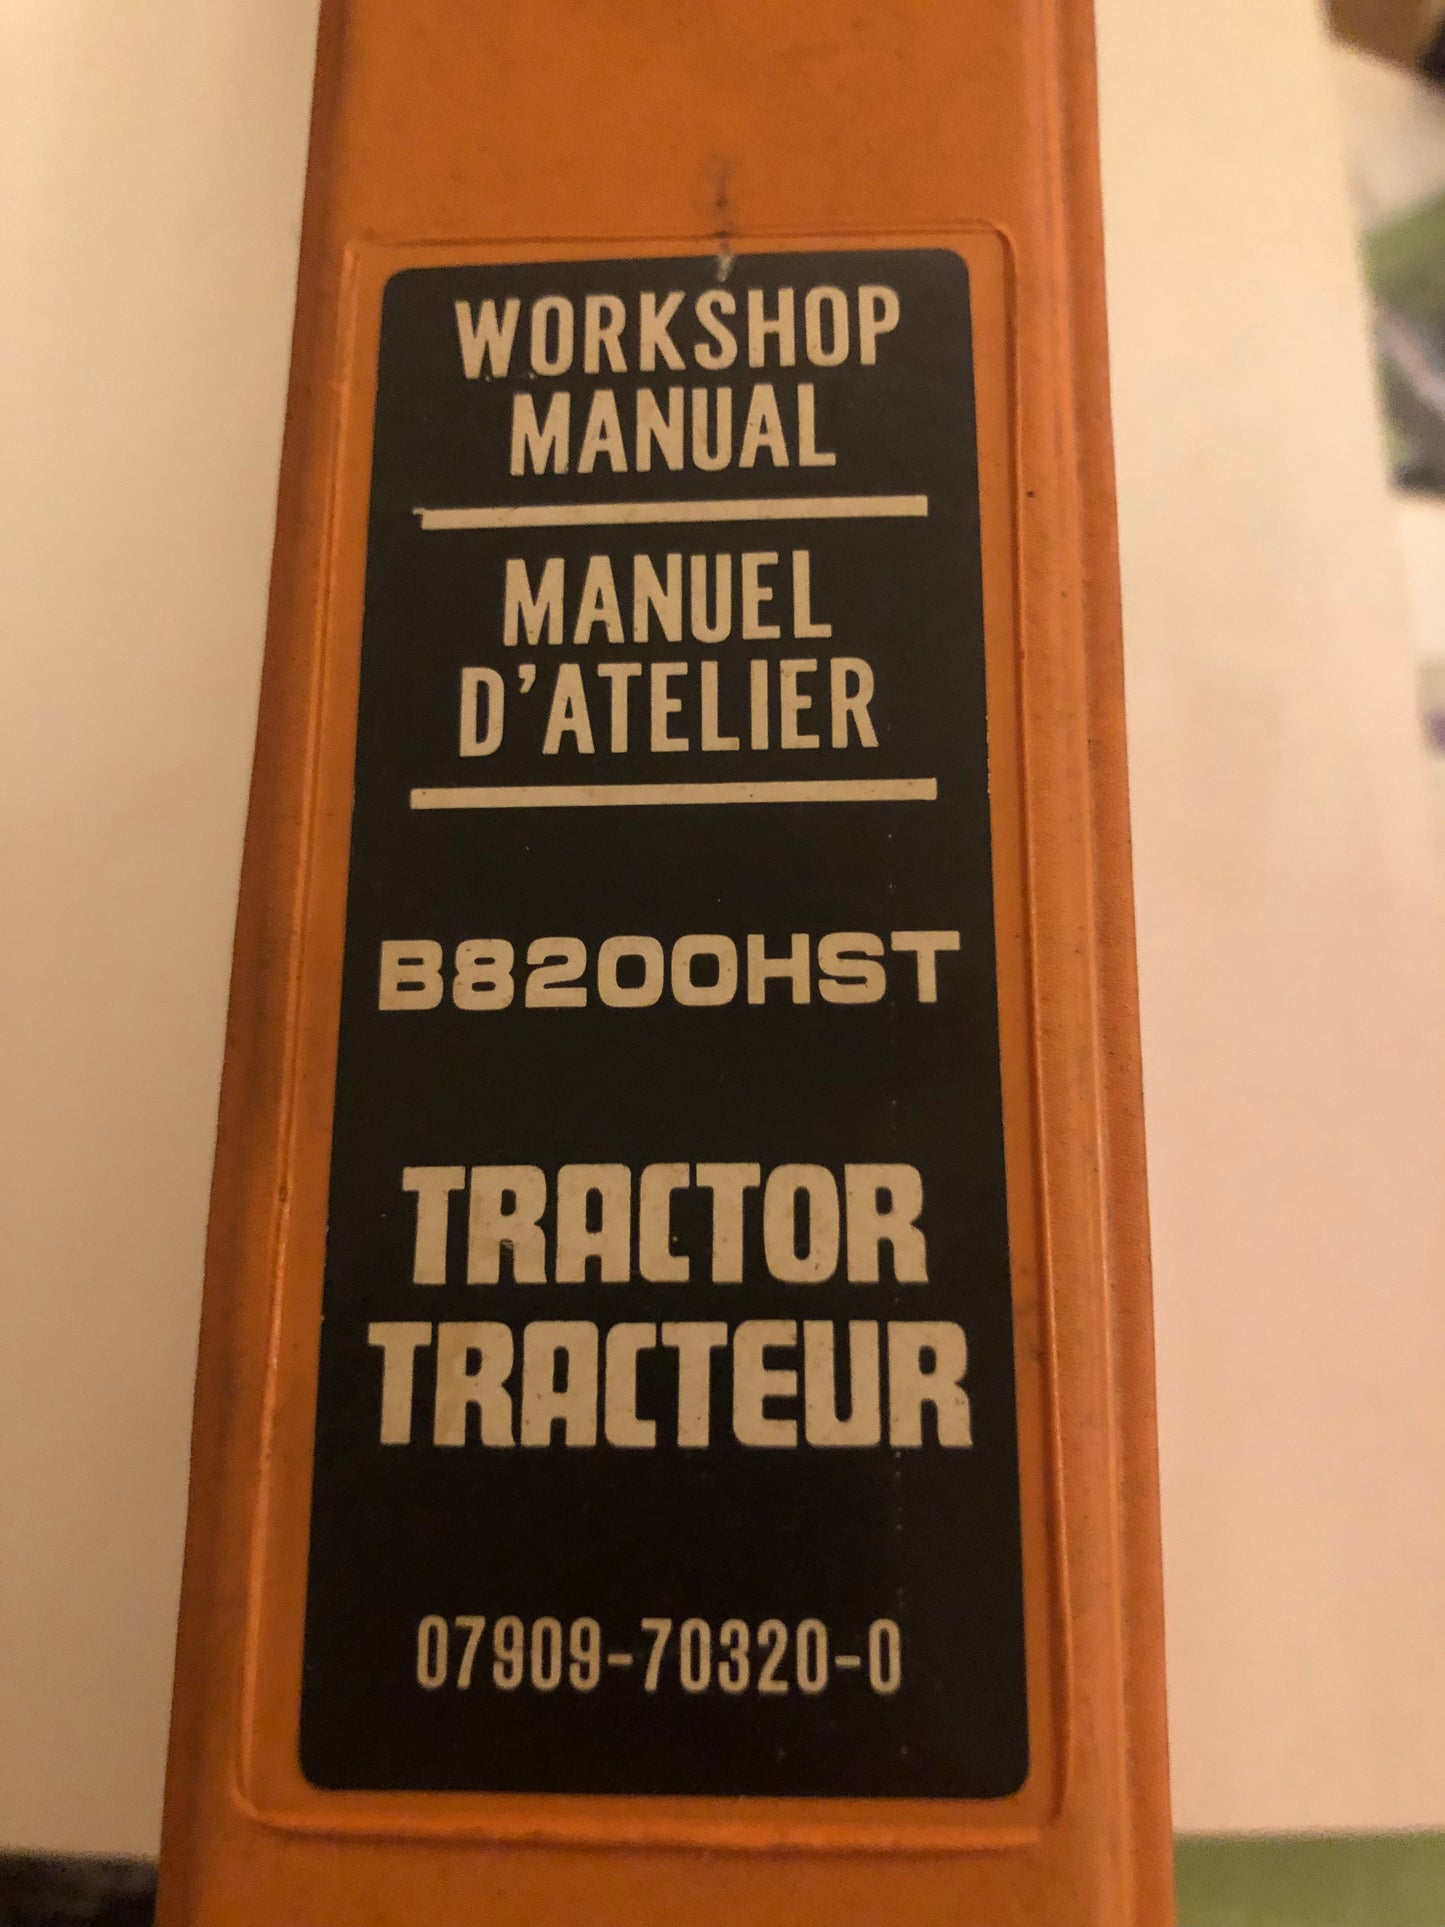 WORKSHOP
MANUAL
MANUEL
D'ATELIER
B8200HST
TRACTOR
TRACTEUR
07909-70320-0